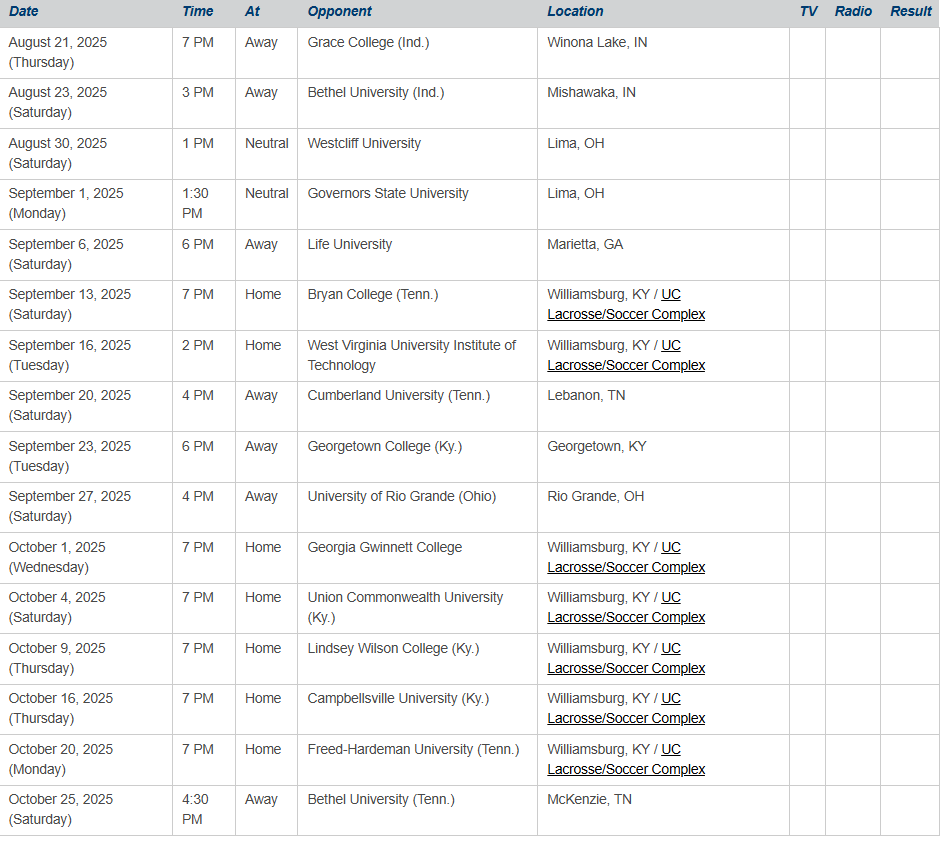 Date Time At Opponent Location TV Radio Result
August 21, 2025 7 PM Away Grace College (Ind.) Winona Lake, IN
(Thursday)
August 23, 2025 3 PM Away Bethel University (Ind.) Mishawaka, IN
(Saturday)
August 30, 2025 1 PM Neutral Westcliff University Lima, OH
(Saturday)
September 1, 2025 1:30 Neutral Governors State University Lima, OH
(Monday) PM
September 6, 2025 6 PM Away Life University Marietta, GA
(Saturday)
September 13, 2025 7 PM Home Bryan College (Tenn.) Williamsburg, KY / UC
(Saturday) Lacrosse/Soccer Complex
September 16, 2025 2 PM Home West Virginia University Institute of Williamsburg, KY / UC
(Tuesday) Technology Lacrosse/Soccer Complex
September 20, 2025 4 PM Away Cumberland University (Tenn.) Lebanon, TN
(Saturday)
September 23, 2025 6 PM Away Georgetown College (Ky.) Georgetown, KY
(Tuesday)
September 27, 2025 4 PM Away University of Rio Grande (Ohio) Rio Grande, OH
(Saturday)
October 1, 2025 7 PM Home Georgia Gwinnett College Williamsburg, KY / UC
(Wednesday) Lacrosse/Soccer Complex
October 4, 2025 7 PM Home Union Commonwealth University Williamsburg, KY / UC
(Saturday) (Ky.) Lacrosse/Soccer Complex
October 9, 2025 7 PM Home Lindsey Wilson College (Ky.) Williamsburg, KY / UC
(Thursday) Lacrosse/Soccer Complex
October 16, 2025 7 PM Home Campbellsville University (Ky.) Williamsburg, KY / UC
(Thursday) Lacrosse/Soccer Complex
October 20, 2025 7 PM Home Freed-Hardeman University (Tenn.) Williamsburg, KY / UC
(Monday) Lacrosse/Soccer Complex
October 25, 2025 4:30 Away Bethel University (Tenn.) McKenzie, TN
(Saturday) PM